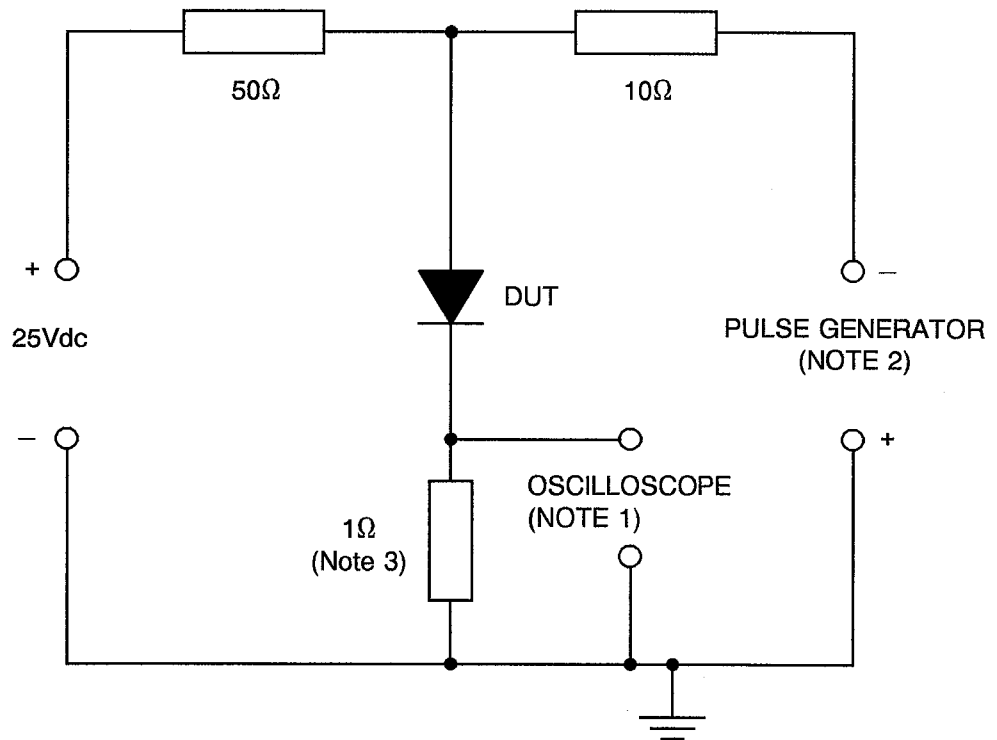 50Ω
10Ω
+
DUT
–
25Vdc
PULSE GENERATOR
(NOTE 2)
–
+
OSCILLOSCOPE
(NOTE 1)
1Ω
(Note 3)